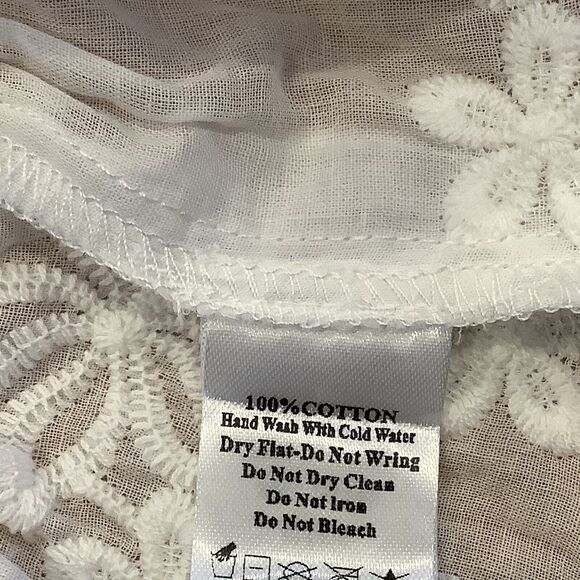 100%COTTON
Hand Wash With Cold Water
Dry Flat-Do Not Wring
Do Not Dry Clean
Do Not Iron
Do Not Bleach